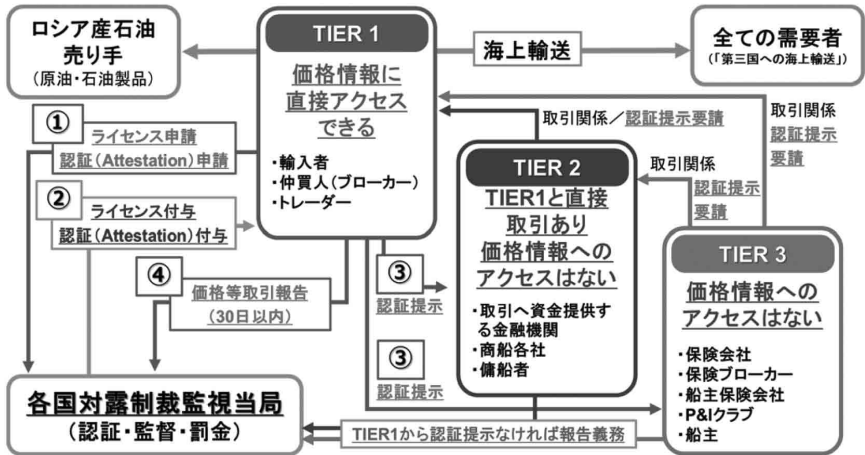 ロシア産石油
売り手
(原油・石油製品)
TIER 1
価格情報に
直接アクセス
できる
・輸入者
・仲買人(ブローカー)
・トレーダー
海上輸送
全ての需要者
(「第三国への海上輸送」)
①
ライセンス申請
認証(Attestation)申請
②
ライセンス付与
認証(Attestation)付与
④
価格等取引報告
(30日以内)
③
認証提示
③
認証提示
取引関係/認証提示要請
TIER 2
TIER1と直接
取引あり
価格情報への
アクセスはない
・取引へ資金提供す
る金融機関
・商船各社
・傭船者
取引関係
認証提示
要請
取引関係
認証提示
要請
TIER 3
価格情報への
アクセスはない
・保険会社
・保険ブローカー
・船主保険会社
・P&Iクラブ
・船主
各国対露制裁監視当局
(認証・監督・罰金)
TIER1から認証提示なければ報告義務